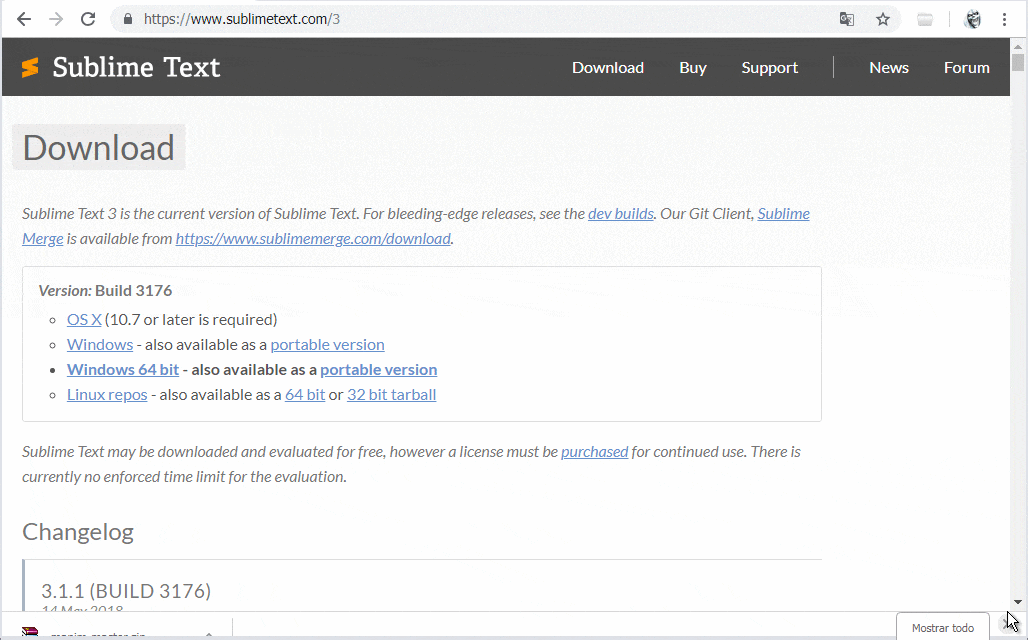 https://www.sublimetext.com/3
Sublime Text
Download Buy Support News Forum
Download
Sublime Text 3 is the current version of Sublime Text. For bleeding-edge releases, see the dev builds. Our Git Client, Sublime
Merge is available from https://www.sublimemerge.com/download.
Version: Build 3176
OS X (10.7 or later is required)
Windows - also available as a portable version
Windows 64 bit - also available as a portable version
Linux repos - also available as a 64 bit or 32 bit tarball
Sublime Text may be downloaded and evaluated for free, however a license must be purchased for continued use. There is
currently no enforced time limit for the evaluation.
Changelog
3.1.1 (BUILD 3176)
14 May 2018
Mostrar todo